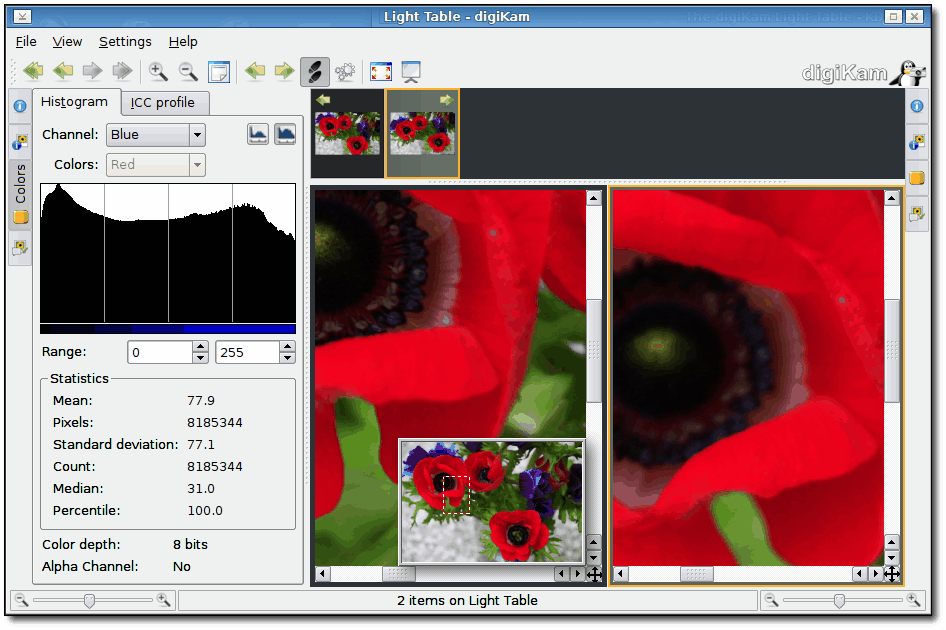 Light Table - digiKam
File View Settings Help
digiKam
Histogram ICC profile
Channel: Blue
Colors: Red
Colors
Range: 0 255
Statistics
Mean: 77.9
Pixels: 8185344
Standard deviation: 77.1
Count: 8185344
Median: 31.0
Percentile: 100.0
Color depth: 8 bits
Alpha Channel: No
2 items on Light Table